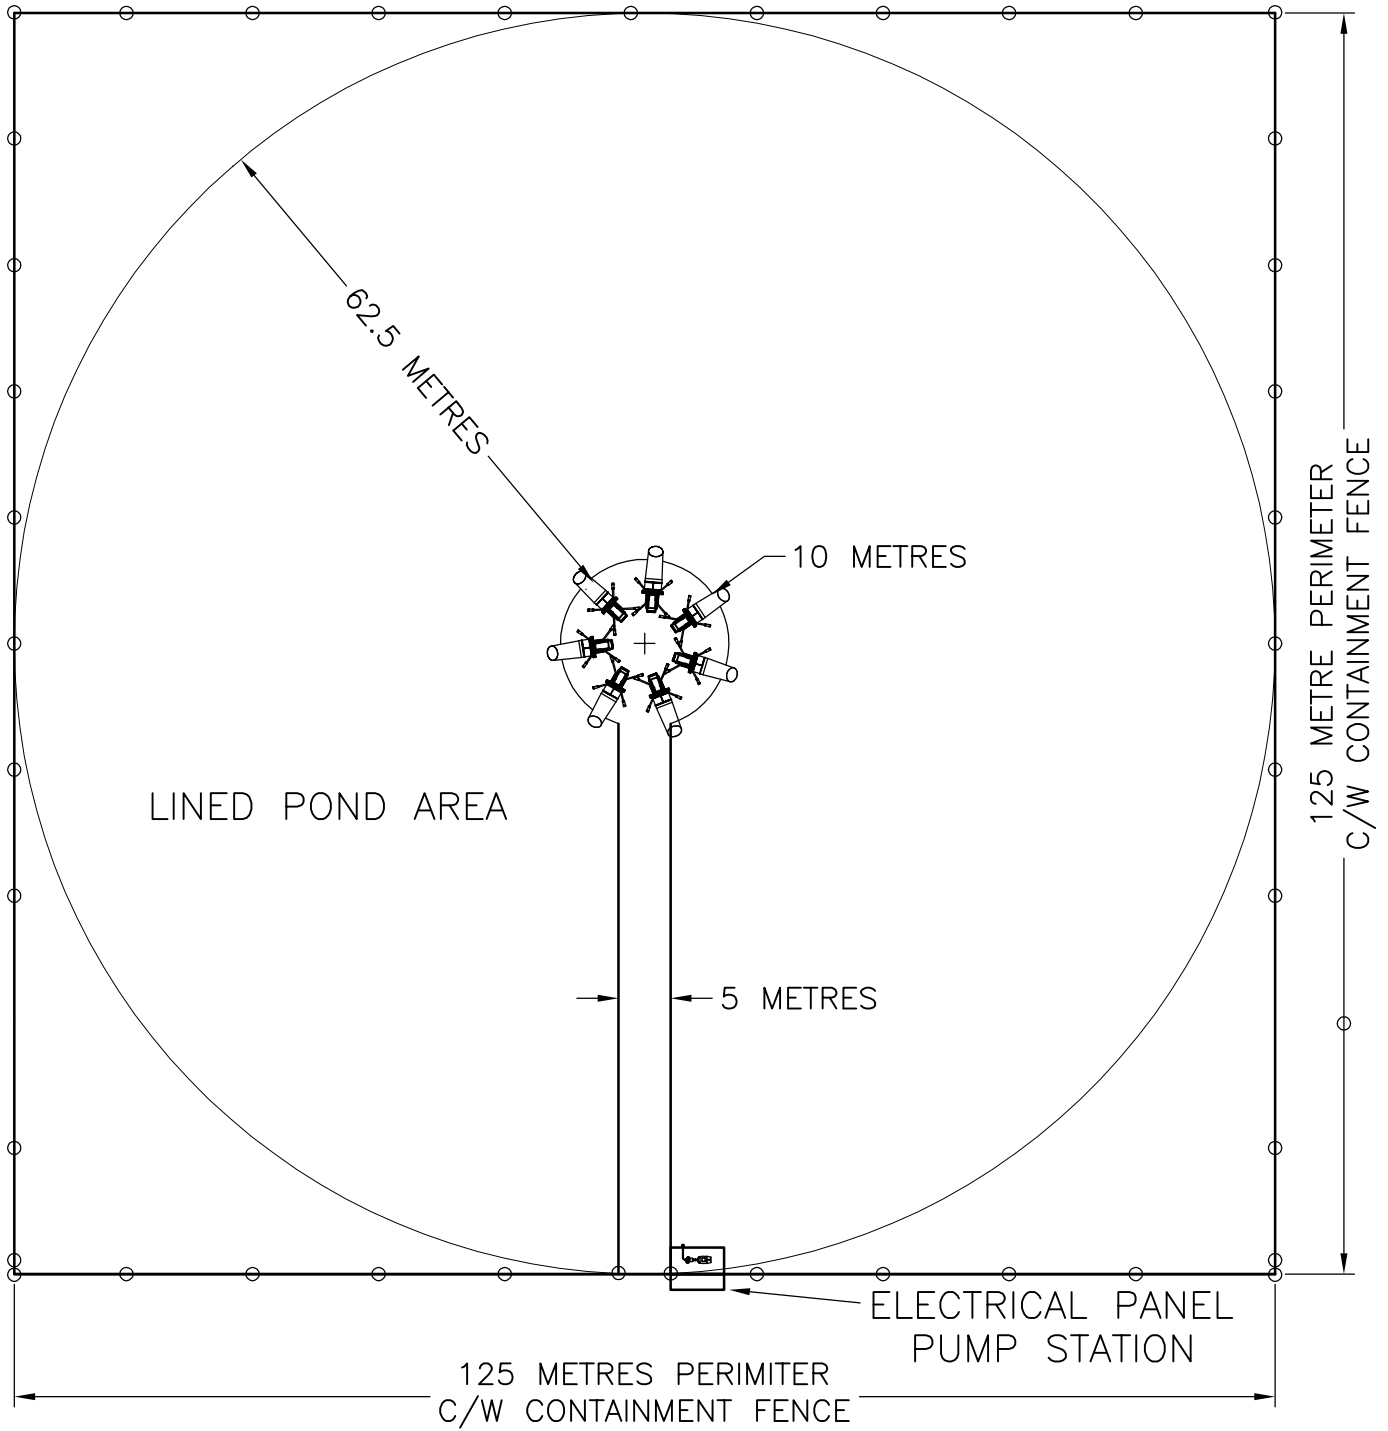 62.5 METRES
10 METRES
125 METRE PERIMETER
C/W CONTAINMENT FENCE
LINED POND AREA
5 METRES
ELECTRICAL PANEL
PUMP STATION
125 METRES PERIMITER
C/W CONTAINMENT FENCE